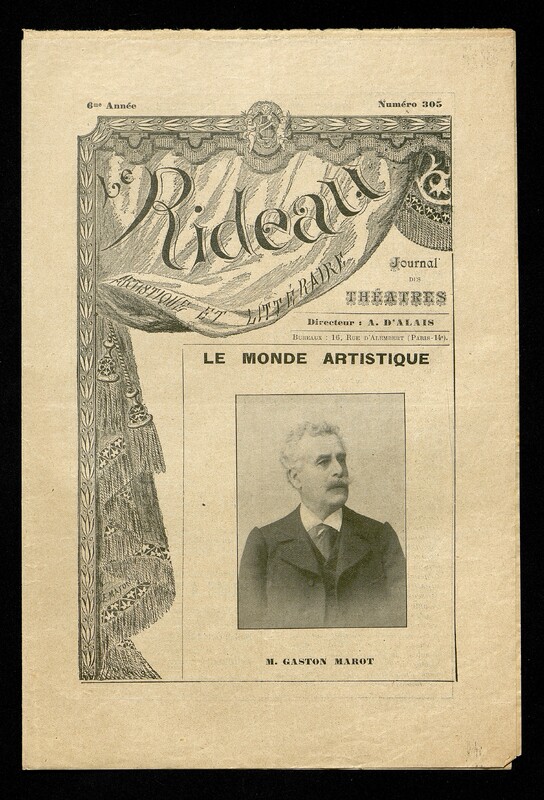 6me Année
Numéro 305
Le
Rideau
ARTISTIQUE ET LITTÉRAIRE
Journal
DES
THÉATRES
Directeur : A. D'ALAIS
BUREAUX : 16, RUE D'ALEMBERT (PARIS-14e).
LE MONDE ARTISTIQUE
M. GASTON MAROT